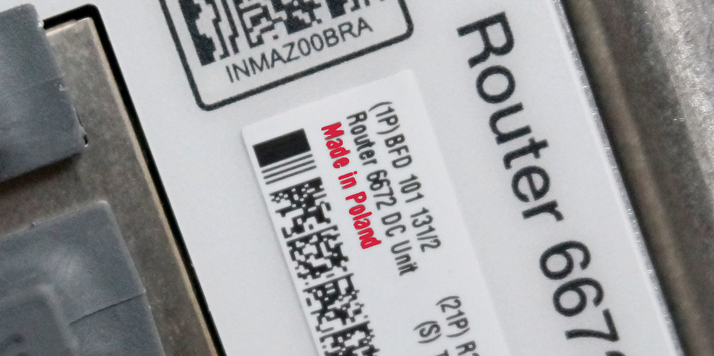 INMAZ00BRA
Router 667
(1P) BFD 101 131/2
Router 6672 DC Unit
Made in Poland
(21P)
(S)